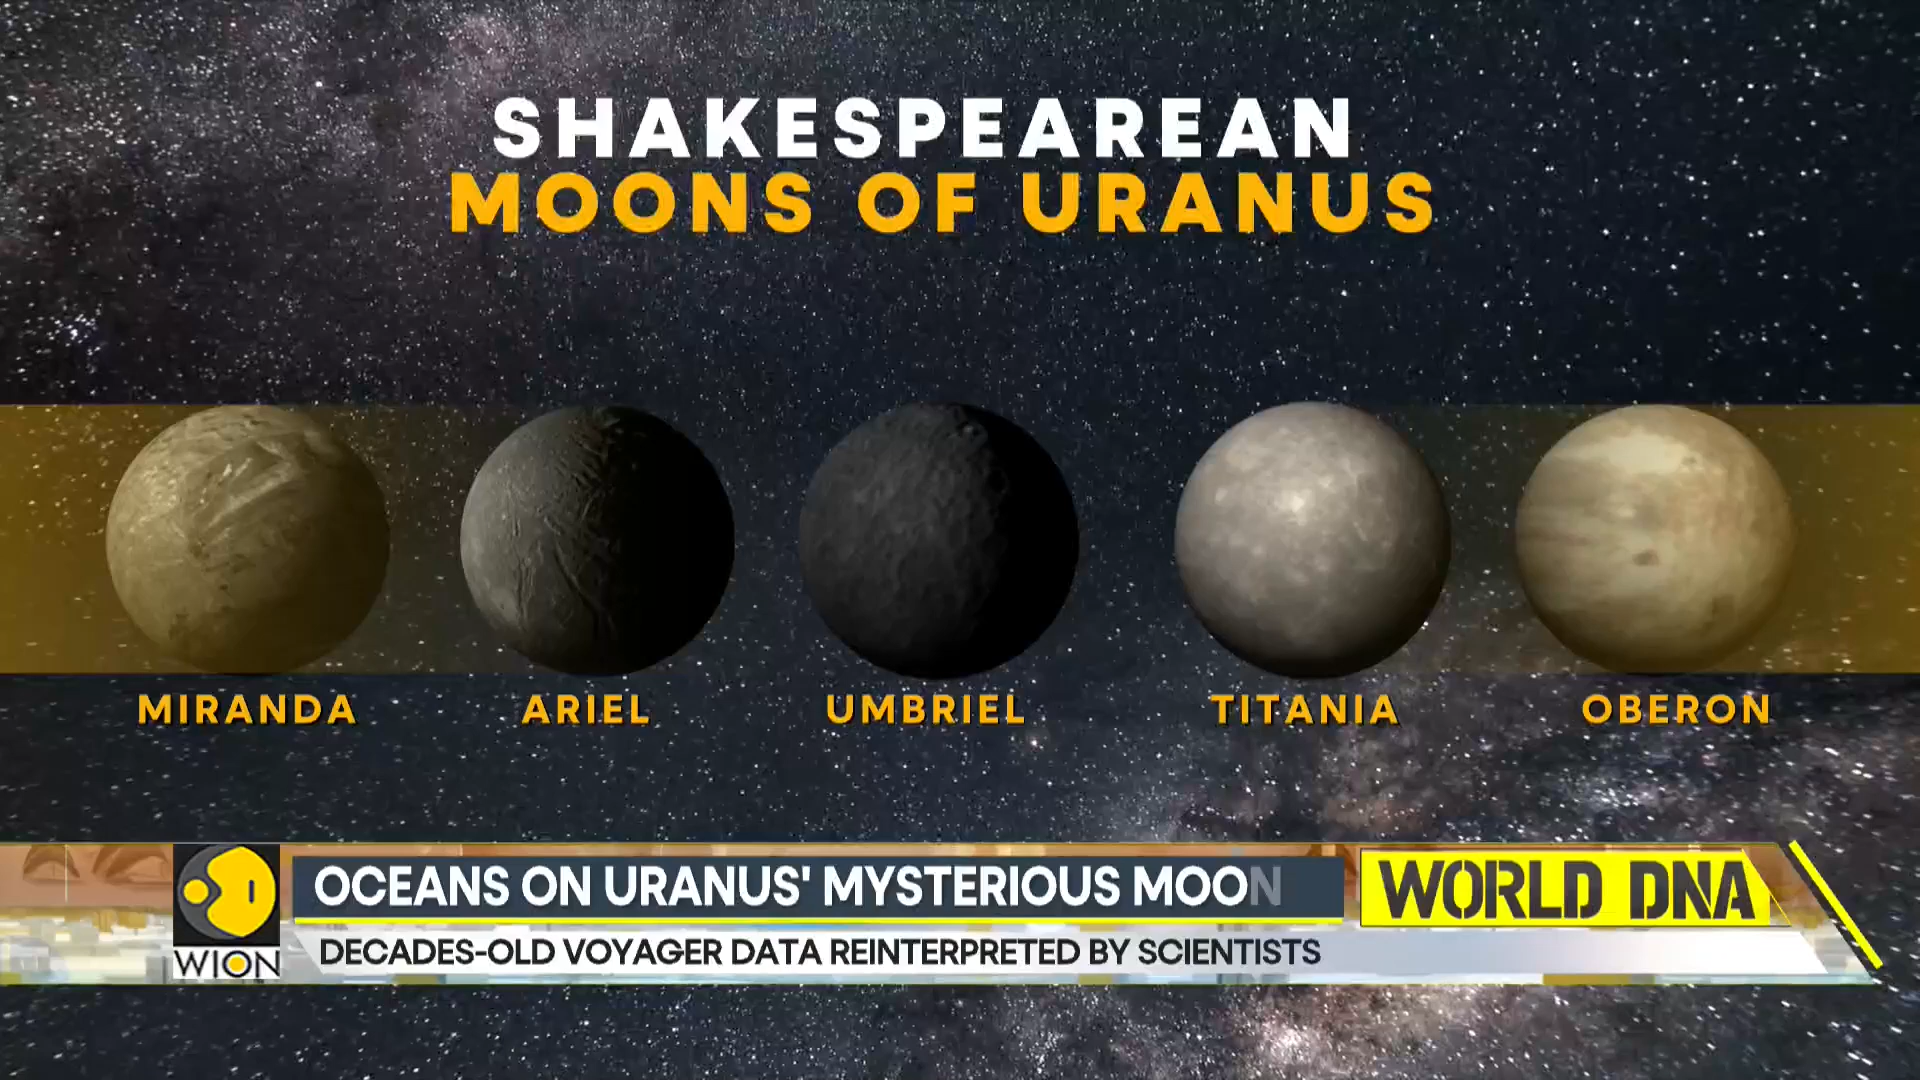 SHAKESPEAREAN
MOONS OF URANUS
MIRANDA
ARIEL
UMBRIEL
TITANIA
OBERON
OCEANS ON URANUS' MYSTERIOUS MOON
WORLD DNA
DECADES-OLD VOYAGER DATA REINTERPRETED BY SCIENTISTS
WION